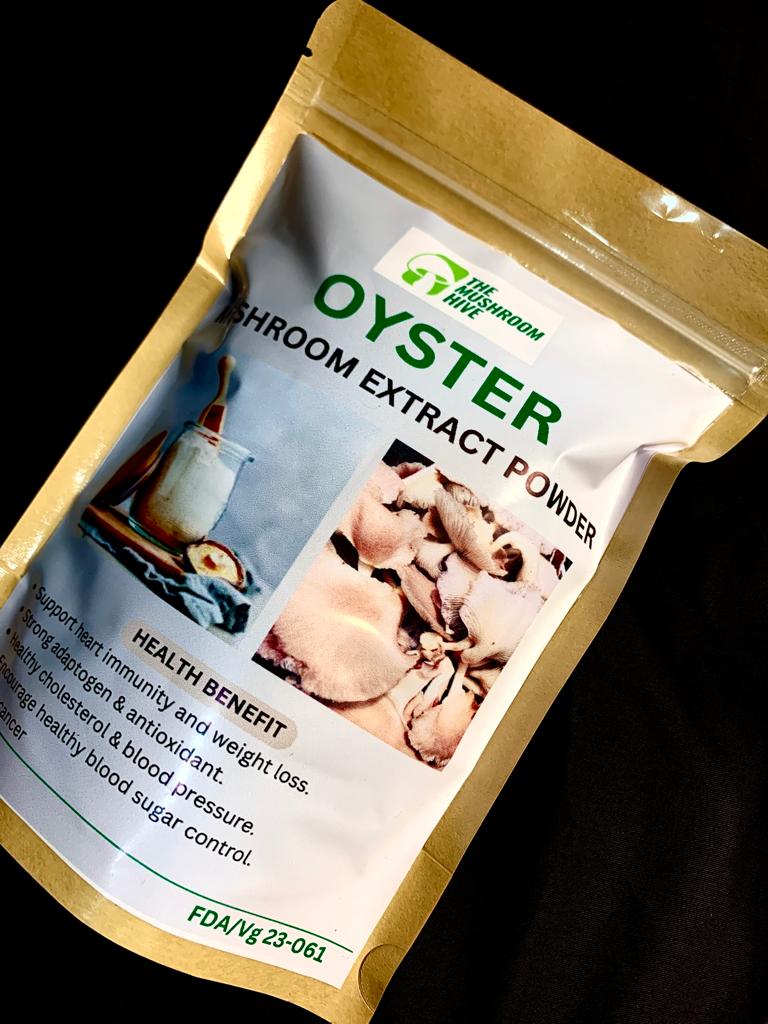 THE
MUSHROOM
HIVE
OYSTER
MUSHROOM EXTRACT POWDER
HEALTH BENEFIT
• Support heart immunity and weight loss.
• Strong adaptogen & antioxidant.
• Healthy cholesterol & blood pressure.
Encourage healthy blood sugar control.
cancer
FDA/Vg 23-061